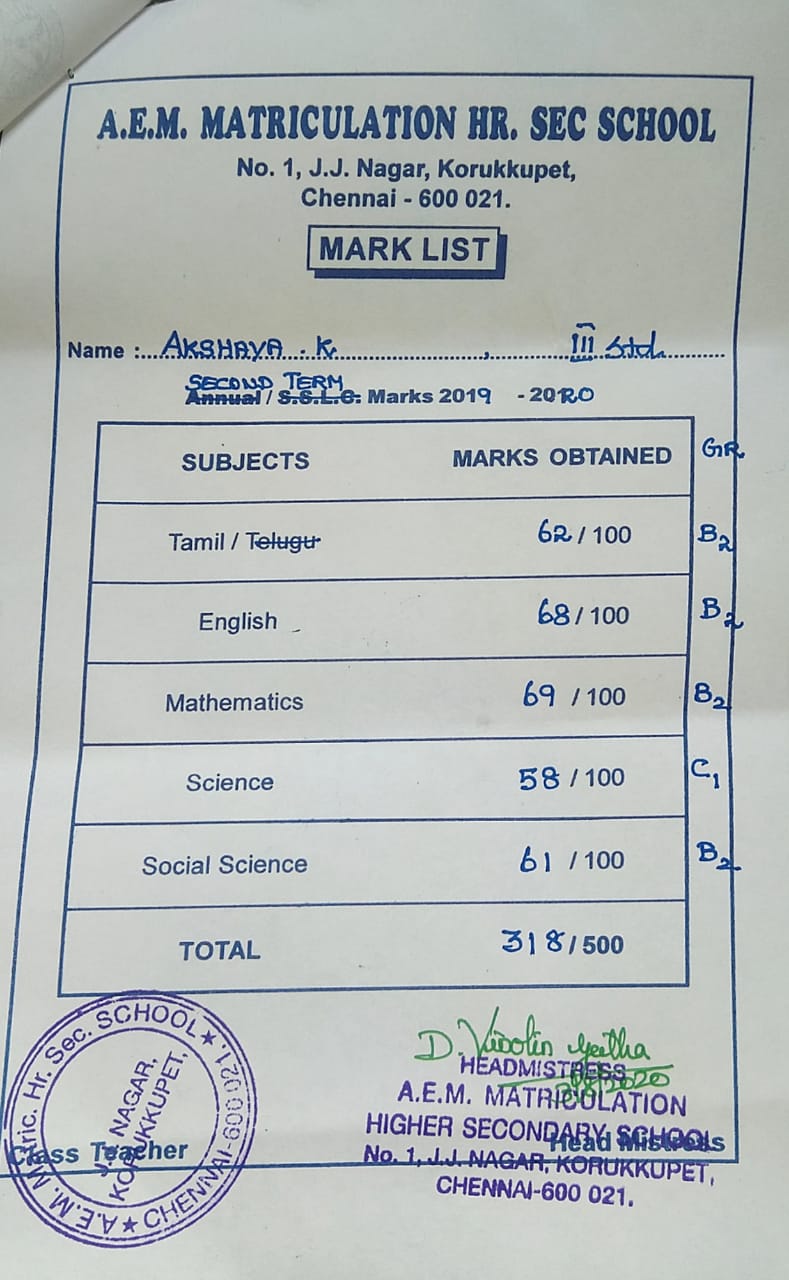 A.E.M. MATRICULATION HR. SEC SCHOOL
No. 1, J.J. Nagar, Korukkupet,
Chennai - 600 021.
MARK LIST
Name :....AKSHAYA . K..........,..........III Std..........
SECOND TERM
Annual / S.S.L.C. Marks 2019 - 2020
SUBJECTS MARKS OBTAINED GR
Tamil / Telugu 62 / 100 B2
English 68 / 100 B2
Mathematics 69 / 100 B2
Science 58 / 100 C1
Social Science 61 / 100 B2
TOTAL 318 / 500
A.E.M. Matric. Hr. Sec. SCHOOL ★ CHENNAI-600 021 ★
J.J. NAGAR,
KORUKKUPET,
Class Teacher
HEADMISTRESS
A.E.M. MATRICULATION
HIGHER SECONDARY SCHOOL
Head Mistress
No. 1, J.J. NAGAR, KORUKKUPET,
CHENNAI-600 021.